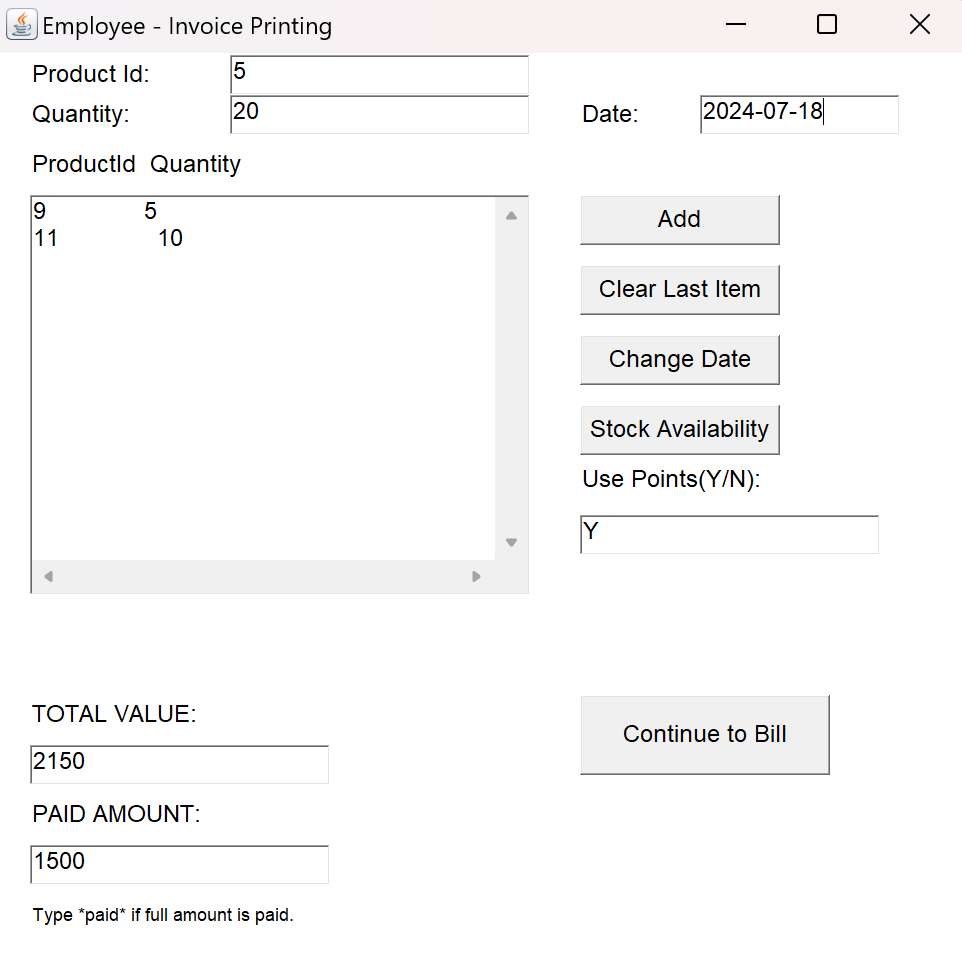 Employee - Invoice Printing
Product Id: 5
Quantity: 20
Date: 2024-07-18
ProductId Quantity
9 5
11 10
Add
Clear Last Item
Change Date
Stock Availability
Use Points(Y/N):
Y
TOTAL VALUE:
2150
Continue to Bill
PAID AMOUNT:
1500
Type *paid* if full amount is paid.